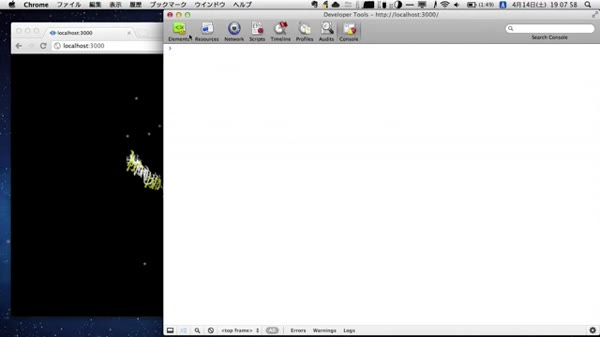 Chrome ファイル 編集 表示 履歴 ブックマーク ウインドウ ヘルプ (1:49) 4月14日(土) 19:07:58
Developer Tools – http://localhost:3000/
localhost:3000
localhost:3000
Elements Resources Network Scripts Timeline Profiles Audits Console
Search Console
<top frame> All Errors Warnings Logs